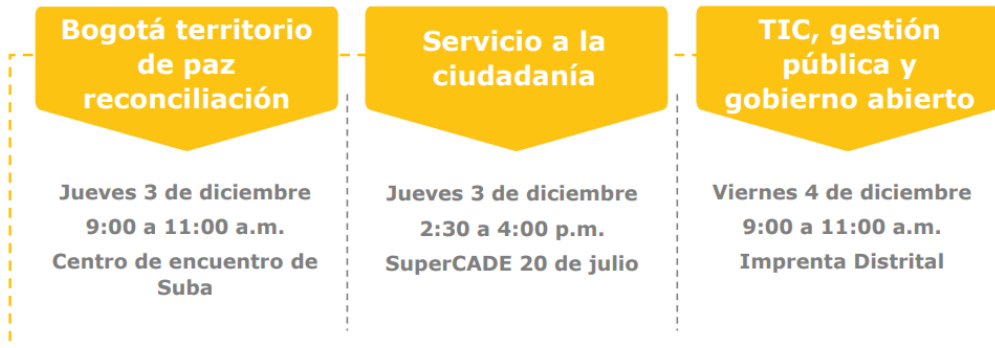 Bogotá territorio
de paz
reconciliación
Jueves 3 de diciembre
9:00 a 11:00 a.m.
Centro de encuentro de
Suba
Servicio a la
ciudadanía
Jueves 3 de diciembre
2:30 a 4:00 p.m.
SuperCADE 20 de julio
TIC, gestión
pública y
gobierno abierto
Viernes 4 de diciembre
9:00 a 11:00 a.m.
Imprenta Distrital